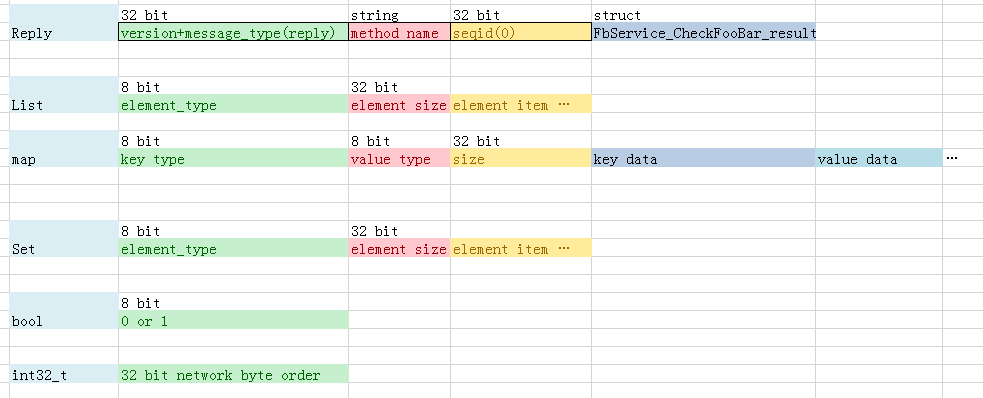 32 bit string 32 bit struct
Reply version+message_type(reply) method name seqid(0) FbService_CheckFooBar_result
8 bit 32 bit
List element_type element size element item …
8 bit 8 bit 32 bit
map key type value type size key data value data …
8 bit 32 bit
Set element_type element size element item …
8 bit
bool 0 or 1
int32_t 32 bit network byte order